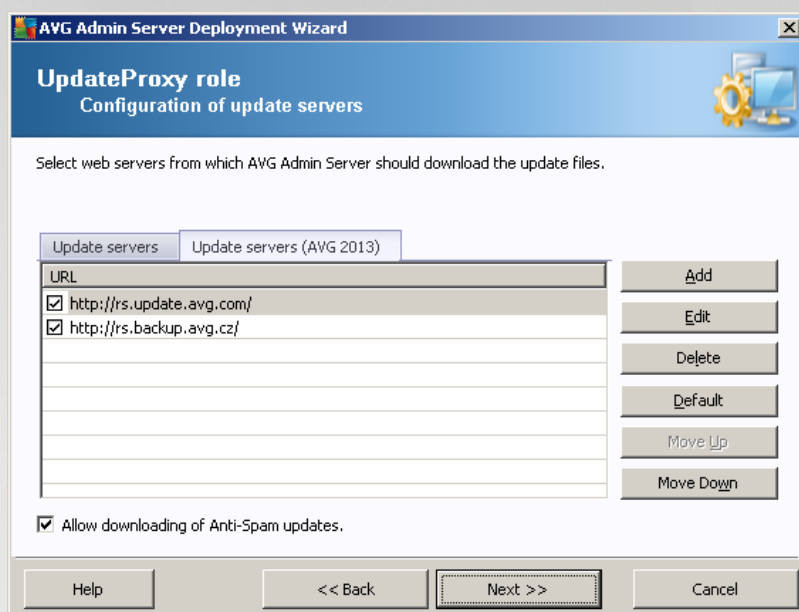 AVG Admin Server Deployment Wizard
UpdateProxy role
Configuration of update servers
Select web servers from which AVG Admin Server should download the update files.
Update servers
Update servers (AVG 2013)
URL
http://rs.update.avg.com/
http://rs.backup.avg.cz/
Add
Edit
Delete
Default
Move Up
Move Down
Allow downloading of Anti-Spam updates.
Help
<< Back
Next >>
Cancel